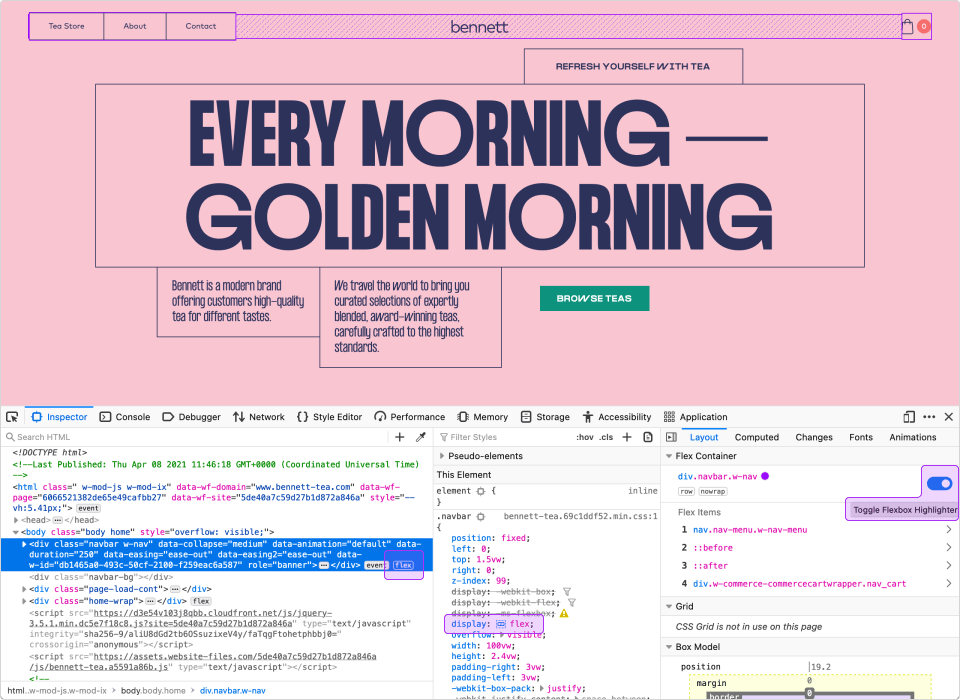 Tea Store
About
Contact
bennett
0
REFRESH YOURSELF WITH TEA
EVERY MORNING —
GOLDEN MORNING
Bennett is a modern brand
offering customers high-quality
tea for different tastes.
We travel the world to bring you
curated selections of expertly
blended, award-winning teas,
carefully crafted to the highest
standards.
BROWSE TEAS
Inspector
Console
Debugger
Network
Style Editor
Performance
Memory
Storage
Accessibility
Application
Search HTML
<!DOCTYPE html>
<!--Last Published: Thu Apr 08 2021 11:46:18 GMT+0000 (Coordinated Universal Time)
-->
<html class=" w-mod-js w-mod-ix" data-wf-domain="www.bennett-tea.com" data-wf-
page="6066521382de65e49cafbb27" data-wf-site="5de40a7c59d27b1d872a846a" style="--
vh:5.41px;"> event
<head> ⋯ </head>
<body class="body home" style="overflow: visible;">
<div class="navbar w-nav" data-collapse="medium" data-animation="default" data-
duration="250" data-easing="ease-out" data-easing2="ease-out" data-
w-id="db1465a0-493c-50cf-2100-f259eac6a587" role="banner"> ⋯ </div> event flex
<div class="navbar-bg"></div>
<div class="page-load-cont"> ⋯ </div>
<div class="home-wrap"> ⋯ </div> flex
<script src="https://d3e54v103j8qbb.cloudfront.net/js/jquery-
3.5.1.min.dc5e7f18c8.js?site=5de40a7c59d27b1d872a846a" type="text/javascript"
integrity="sha256-9/aliU8dGd2tb6OSsuzixeV4y/faTqgFtohetphbbj0="
crossorigin="anonymous"></script>
<script src="https://assets.website-files.com/5de40a7c59d27b1d872a846a
/js/bennett-tea.a5591a86b.js" type="text/javascript"></script>
<!--
html.w-mod-js.w-mod-ix > body.body.home > div.navbar.w-nav
Filter Styles
:hov .cls
Pseudo-elements
This Element
element { inline
}
.navbar bennett-tea.69c1ddf52.min.css:1
{
position: fixed;
left: 0;
top: 1.5vw;
right: 0;
z-index: 99;
display: -webkit-box;
display: -webkit-flex;
display: -ms-flexbox;
display: flex;
overflow: visible;
width: 100vw;
height: 2.4vw;
padding-right: 3vw;
padding-left: 3vw;
-webkit-box-pack: justify;
-webkit-justify-content: space-between;
Layout
Computed
Changes
Fonts
Animations
Flex Container
div.navbar.w-nav
row nowrap
Toggle Flexbox Highlighter
Flex Items
1 nav.nav-menu.w-nav-menu
2 ::before
3 ::after
4 div.w-commerce-commercecartwrapper.nav_cart
Grid
CSS Grid is not in use on this page
Box Model
position 19.2
margin 0
border 0